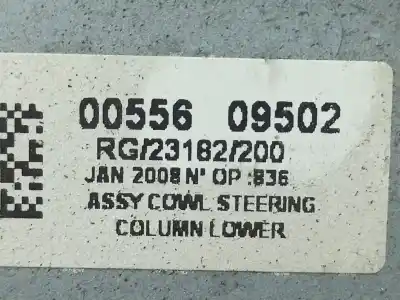 00556 09502
RG/23182/200
JAN 2008 N° OP :836
ASSY COWL STEERING
COLUMN LOWER